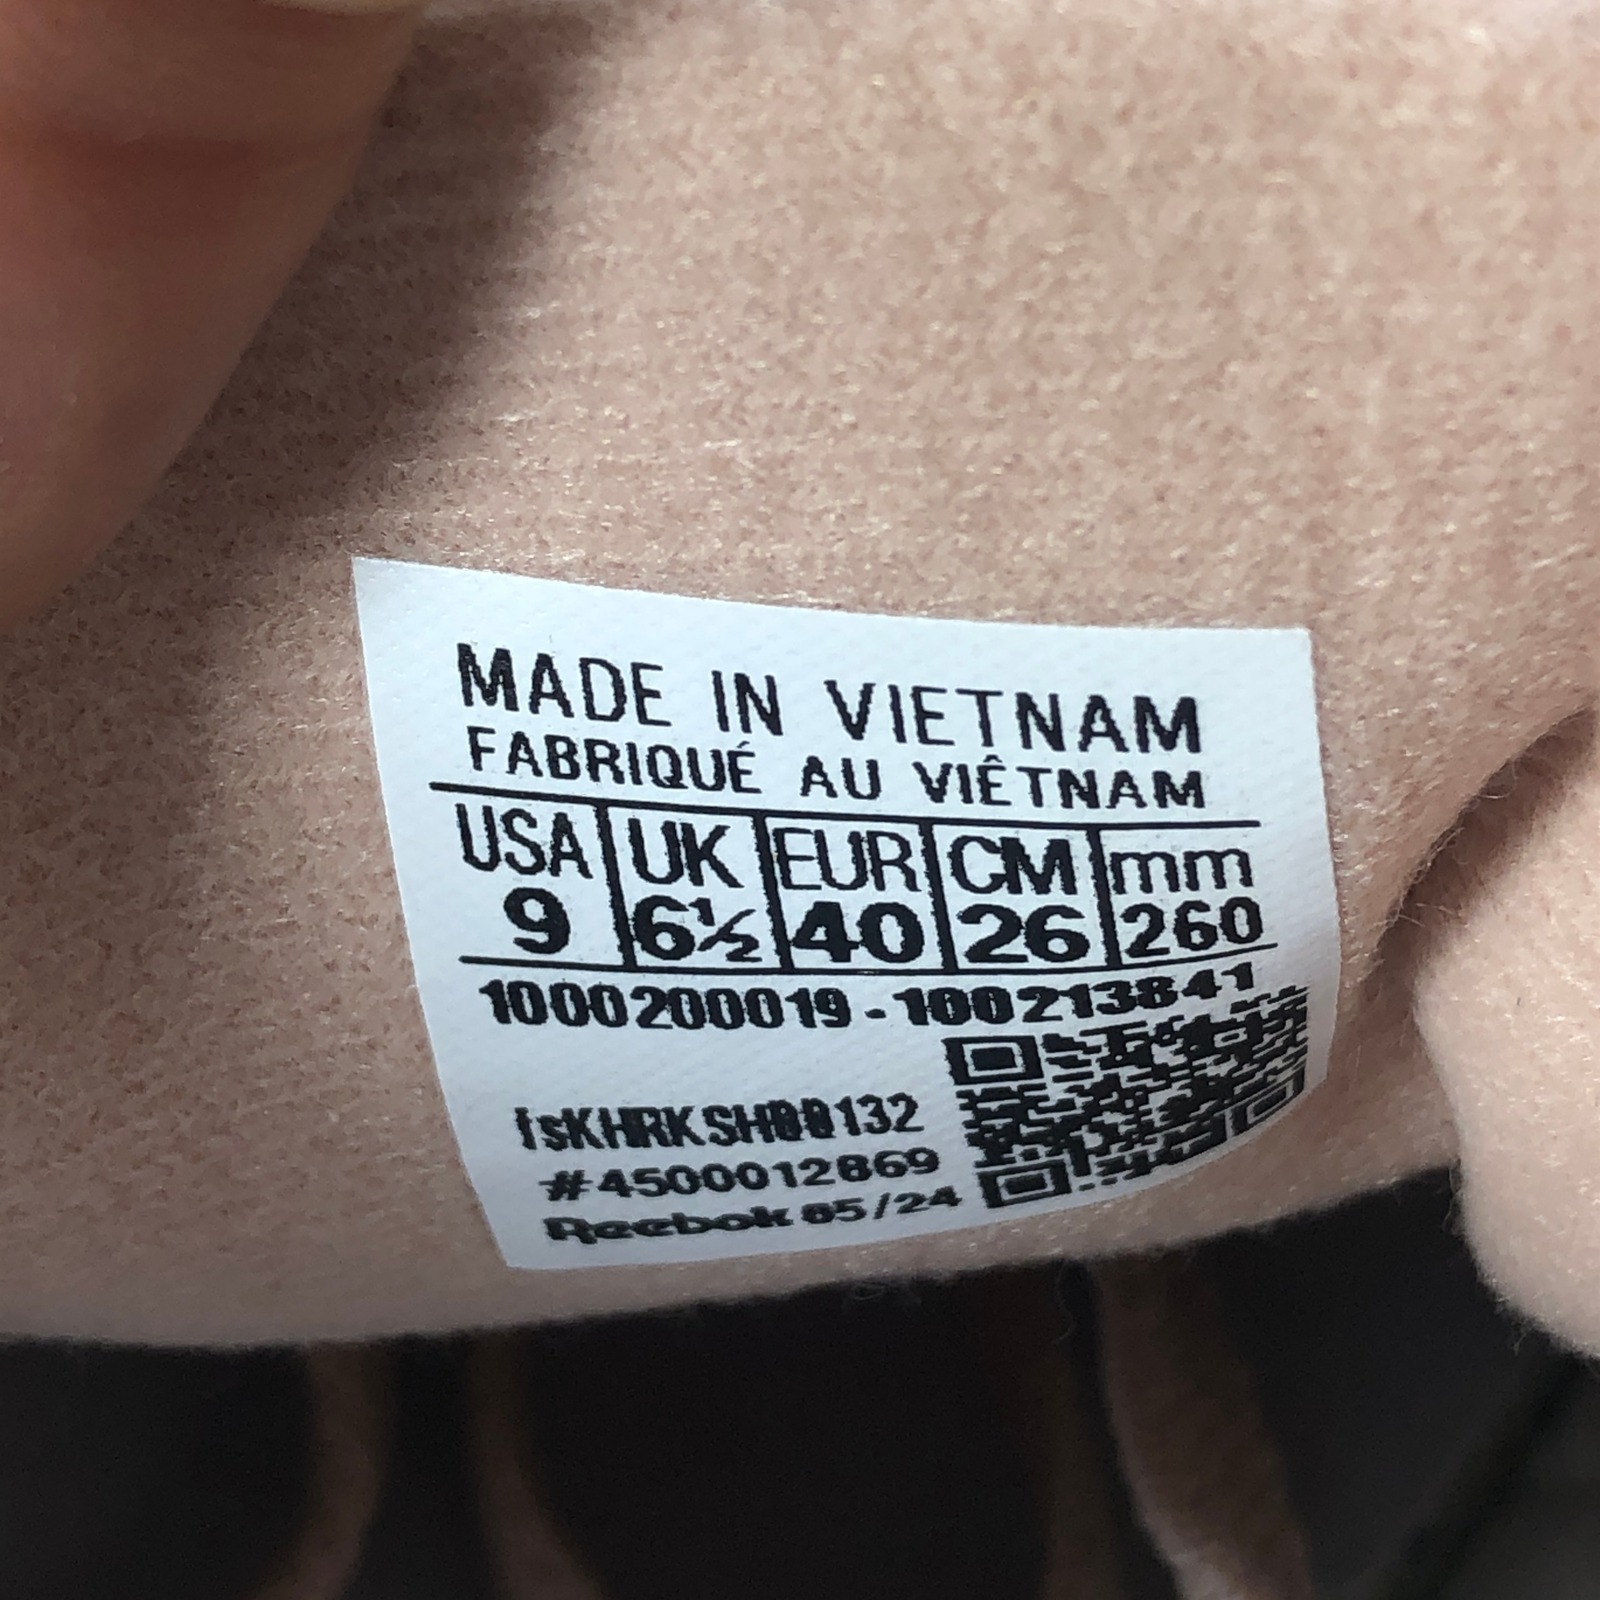 MADE IN VIETNAM
FABRIQUÉ AU VIÊTNAM
USA UK EUR CM mm
9 6½ 40 26 260
1000200019-100213841
fsKHRKSH00132
#4500012869
Reebok 05/24